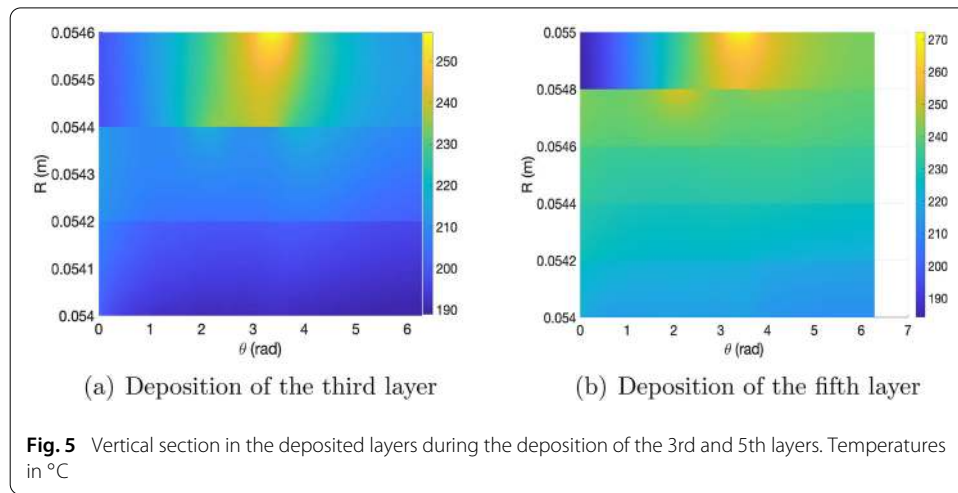 0.0546
0.0545
0.0544
0.0543
0.0542
0.0541
0.054
R (m)
0 1 2 3 4 5 6
θ (rad)
250
240
230
220
210
200
190
(a) Deposition of the third layer
0.055
0.0548
0.0546
0.0544
0.0542
0.054
R (m)
0 1 2 3 4 5 6 7
θ (rad)
270
260
250
240
230
220
210
200
190
(b) Deposition of the fifth layer
Fig. 5 Vertical section in the deposited layers during the deposition of the 3rd and 5th layers. Temperatures
in °C